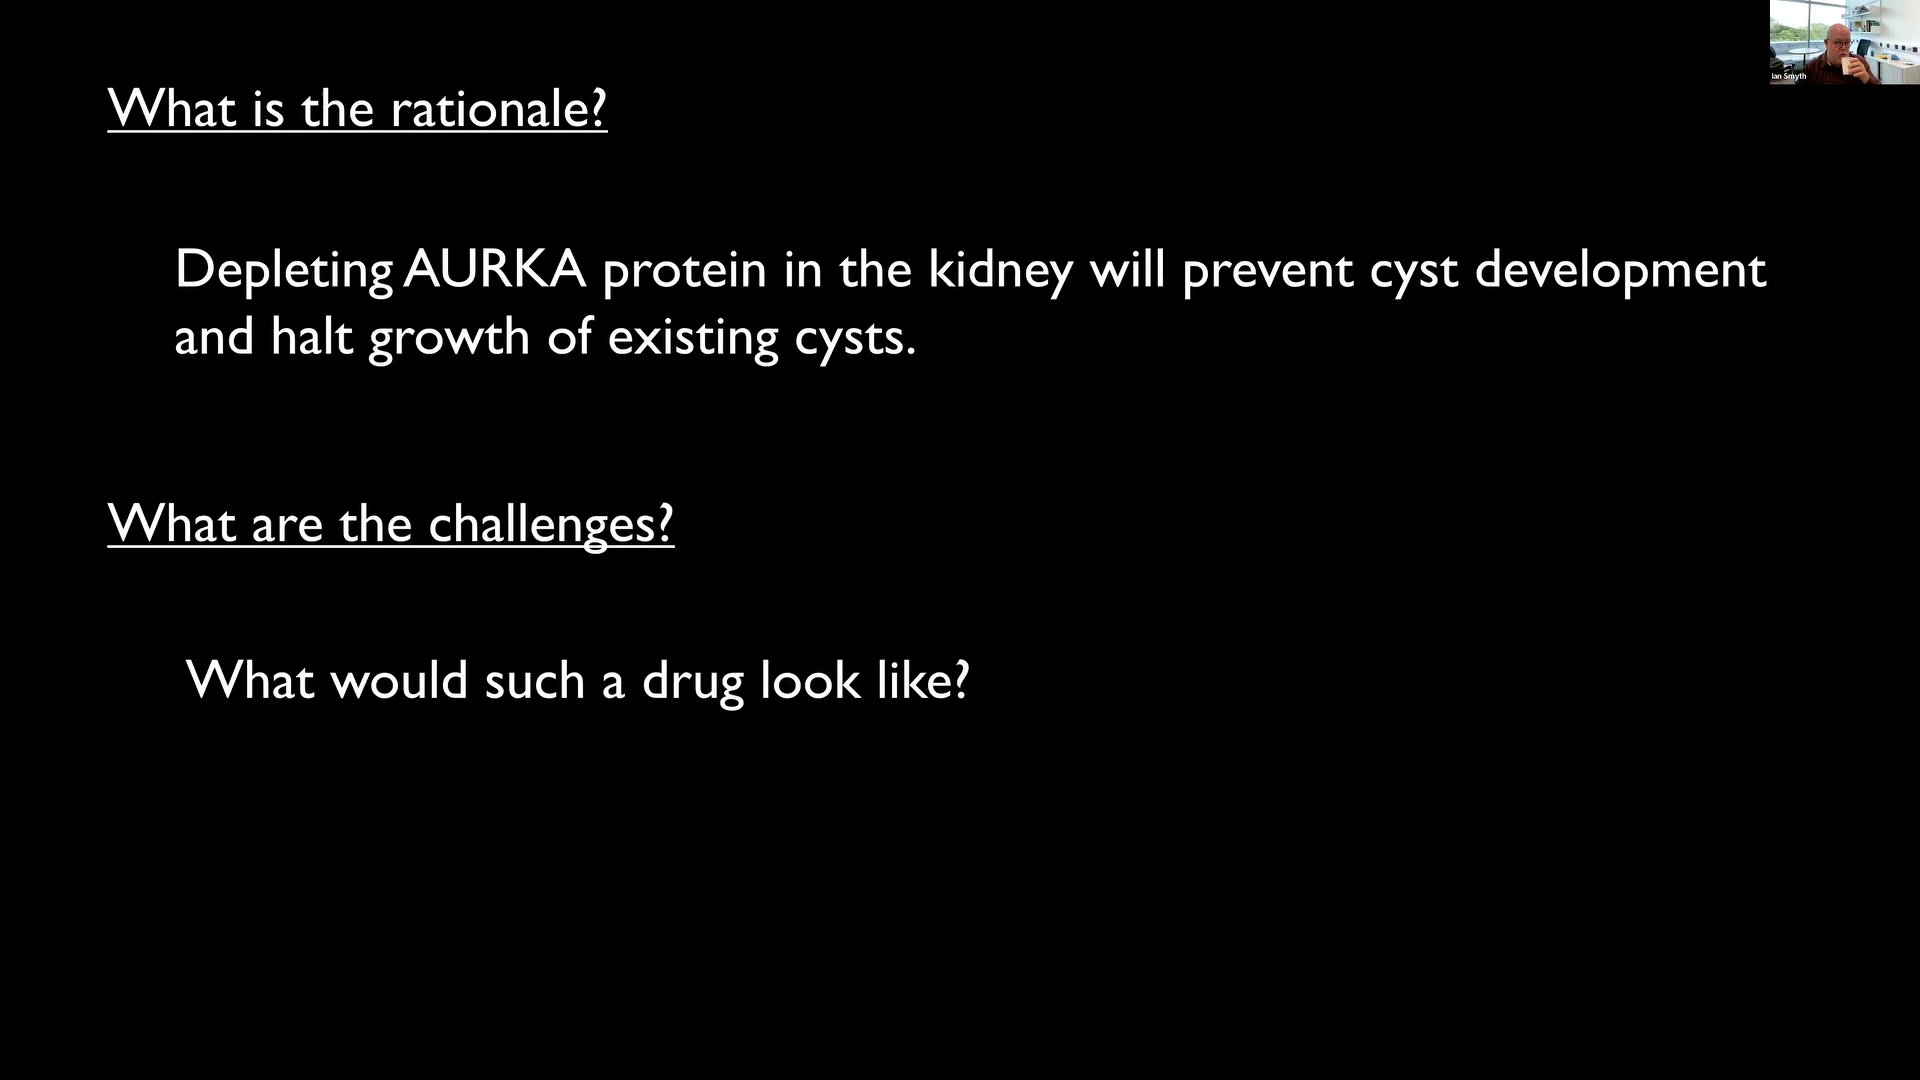 Ian Smyth
What is the rationale?
Depleting AURKA protein in the kidney will prevent cyst development
and halt growth of existing cysts.
What are the challenges?
What would such a drug look like?